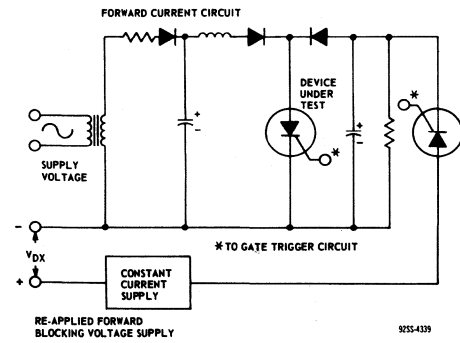 FORWARD CURRENT CIRCUIT
DEVICE
UNDER
TEST
*
*
+
-
+
-
SUPPLY
VOLTAGE
-
VDX
+
* TO GATE TRIGGER CIRCUIT
CONSTANT
CURRENT
SUPPLY
RE-APPLIED FORWARD
BLOCKING VOLTAGE SUPPLY
92SS-4339